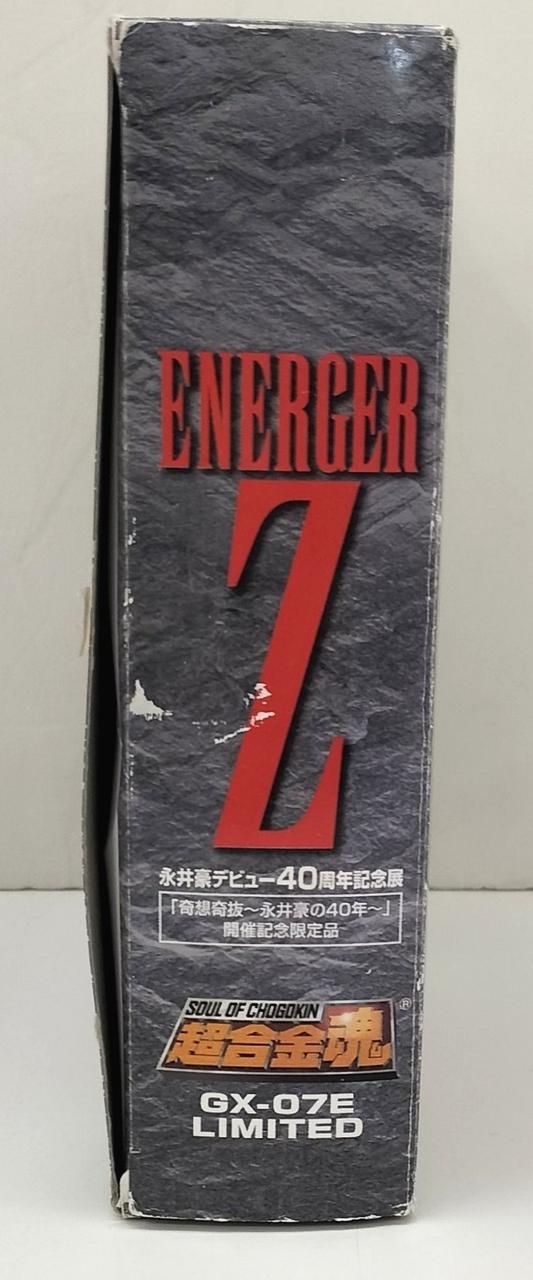 ENERGER
Z
永井豪デビュー40周年記念展
「奇想奇抜～永井豪の40年～」
開催記念限定品
SOUL OF CHOGOKIN
超合金魂®
GX-07E
LIMITED